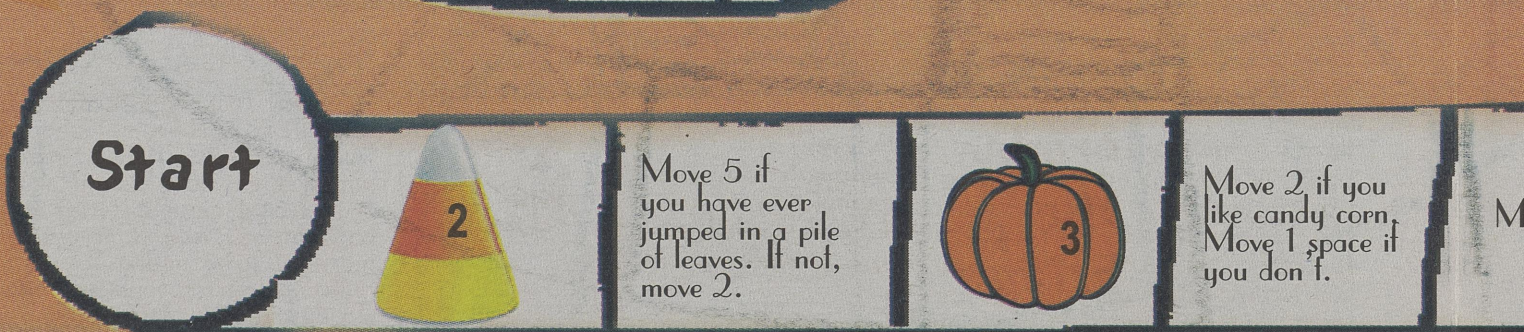 Start
2
Move 5 if
you have ever
jumped in a pile
of leaves. If not,
move 2.
3
Move 2 if you
like candy corn.
Move 1 space if
you don't.
M